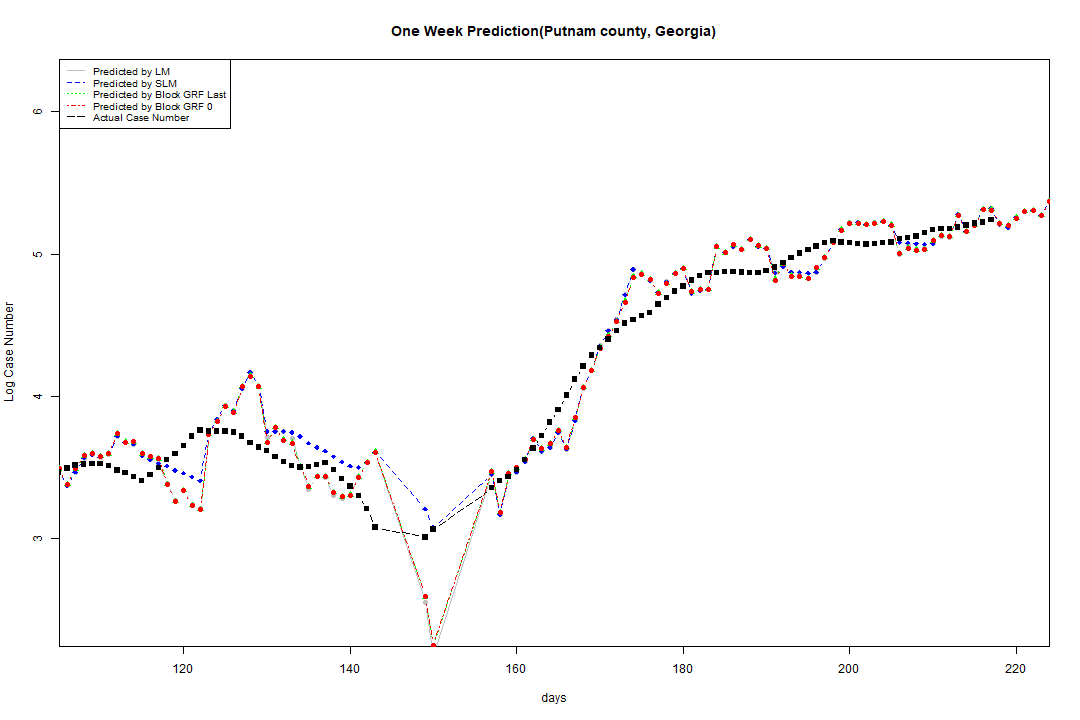 One Week Prediction(Putnam county, Georgia)
Predicted by LM
Predicted by SLM
Predicted by Block GRF Last
Predicted by Block GRF 0
Actual Case Number
Log Case Number
6
5
4
3
120 140 160 180 200 220
days